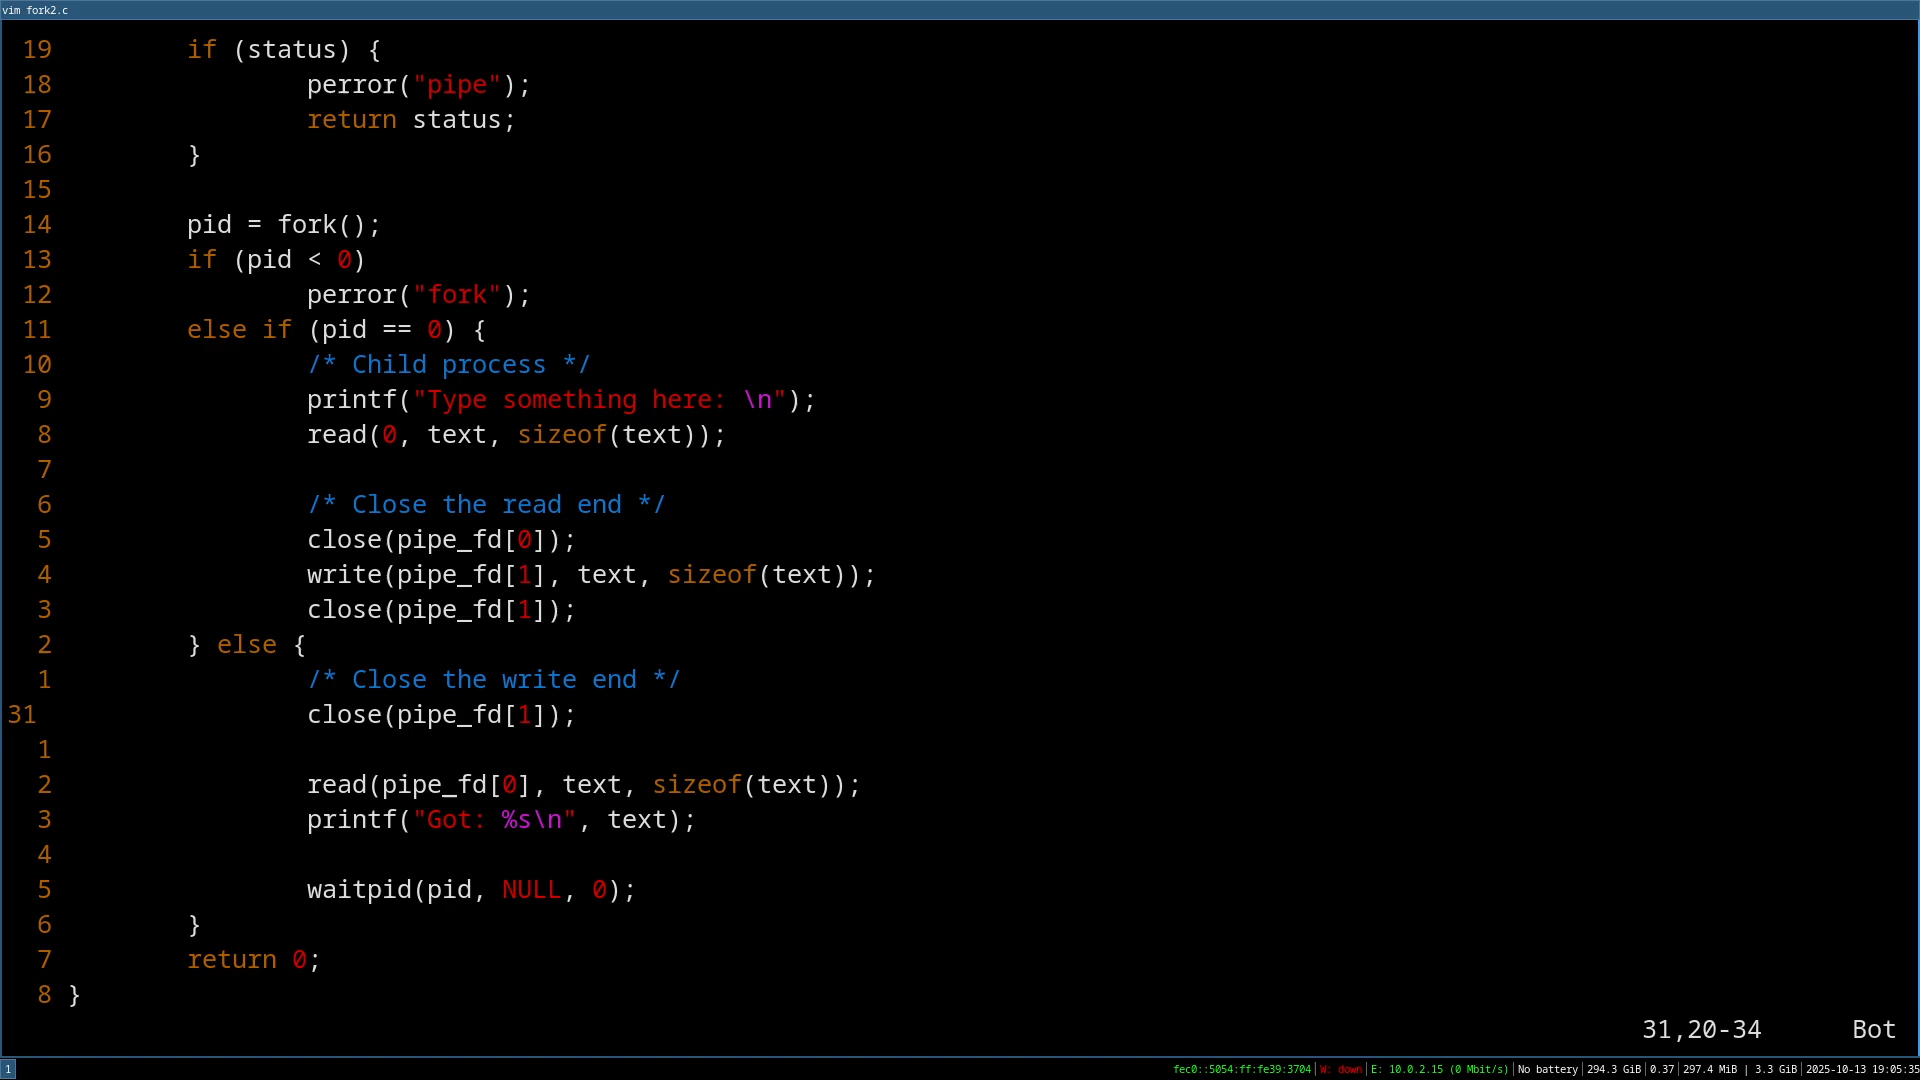 vim fork2.c
19 if (status) {
18 perror("pipe");
17 return status;
16 }
15
14 pid = fork();
13 if (pid < 0)
12 perror("fork");
11 else if (pid == 0) {
10 /* Child process */
9 printf("Type something here: \n");
8 read(0, text, sizeof(text));
7
6 /* Close the read end */
5 close(pipe_fd[0]);
4 write(pipe_fd[1], text, sizeof(text));
3 close(pipe_fd[1]);
2 } else {
1 /* Close the write end */
31 close(pipe_fd[1]);
1
2 read(pipe_fd[0], text, sizeof(text));
3 printf("Got: %s\n", text);
4
5 waitpid(pid, NULL, 0);
6 }
7 return 0;
8 }
31,20-34 Bot
1 fec0::5054:ff:fe39:3704 | W: down | E: 10.0.2.15 (0 Mbit/s) | No battery | 294.3 GiB | 0.37 | 297.4 MiB | 3.3 GiB | 2025-10-13 19:05:35